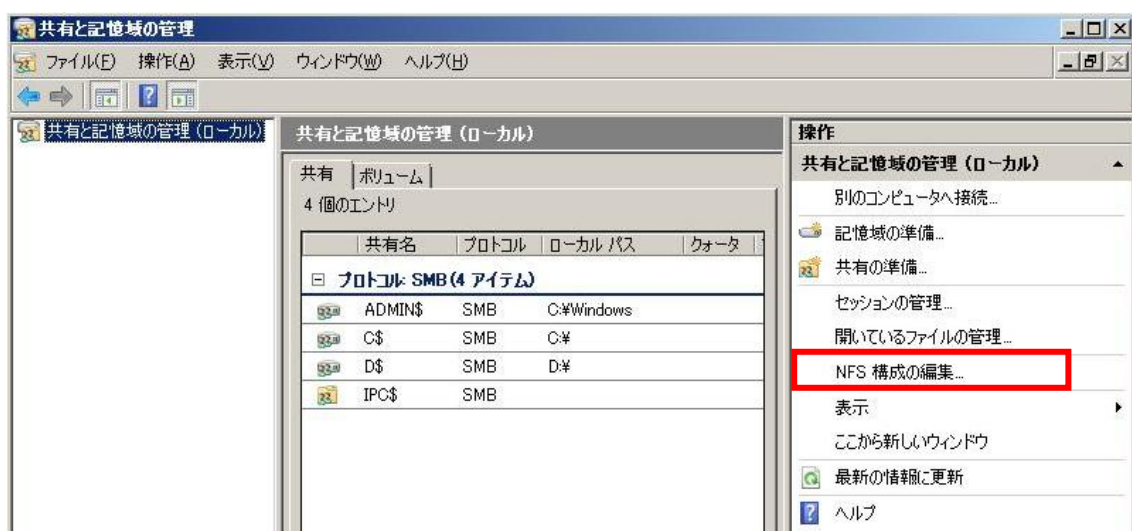 共有と記憶域の管理
ファイル(F) 操作(A) 表示(V) ウィンドウ(W) ヘルプ(H)
共有と記憶域の管理 (ローカル)
共有と記憶域の管理 (ローカル)
共有 ボリューム
4 個のエントリ
共有名 プロトコル ローカル パス クォータ
プロトコル: SMB (4 アイテム)
ADMIN$ SMB C:¥Windows
C$ SMB C:¥
D$ SMB D:¥
IPC$ SMB
操作
共有と記憶域の管理 (ローカル)
別のコンピュータへ接続...
記憶域の準備...
共有の準備...
セッションの管理...
開いているファイルの管理...
NFS 構成の編集...
表示
ここから新しいウィンドウ
最新の情報に更新
ヘルプ